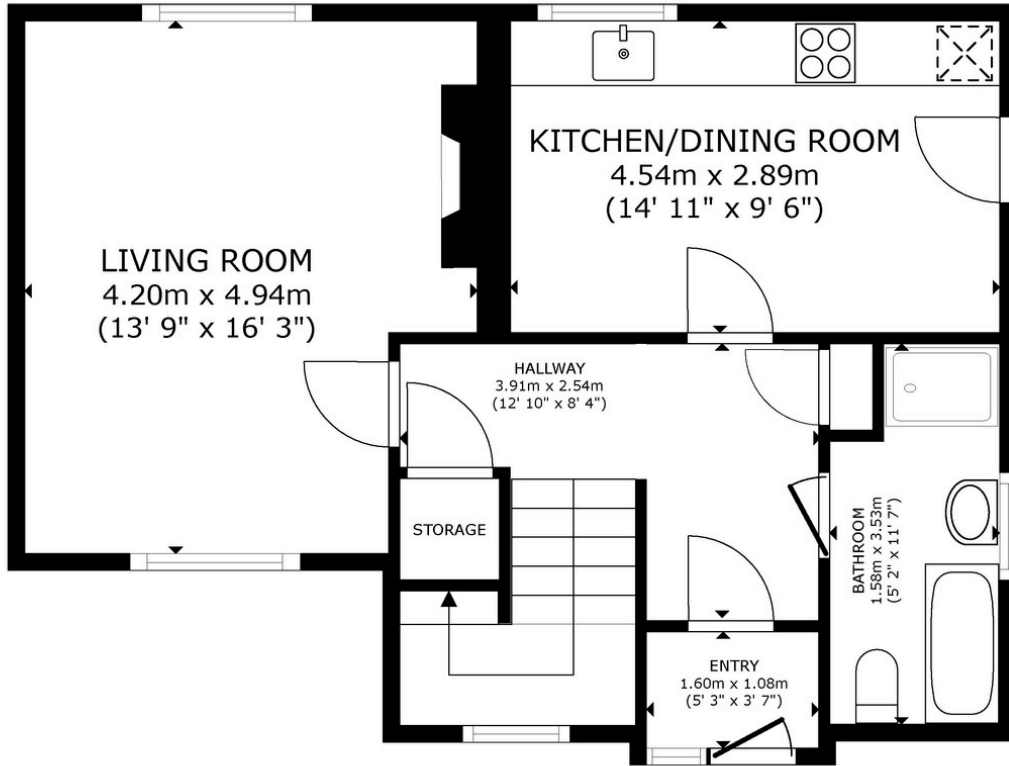 KITCHEN/DINING ROOM
4.54m x 2.89m
(14' 11" x 9' 6")
LIVING ROOM
4.20m x 4.94m
(13' 9" x 16' 3")
HALLWAY
3.91m x 2.54m
(12' 10" x 8' 4")
STORAGE
BATHROOM
1.58m x 3.53m
(5' 2" x 11' 7")
ENTRY
1.60m x 1.08m
(5' 3" x 3' 7")